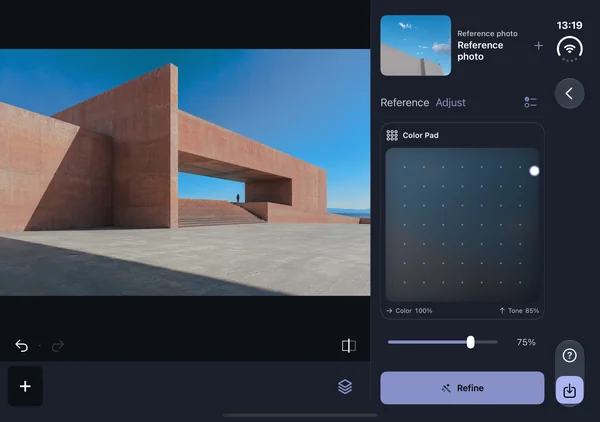 13:19
Reference photo
Reference
photo
Reference Adjust
Color Pad
→ Color 100% ↑ Tone 85%
75%
Refine